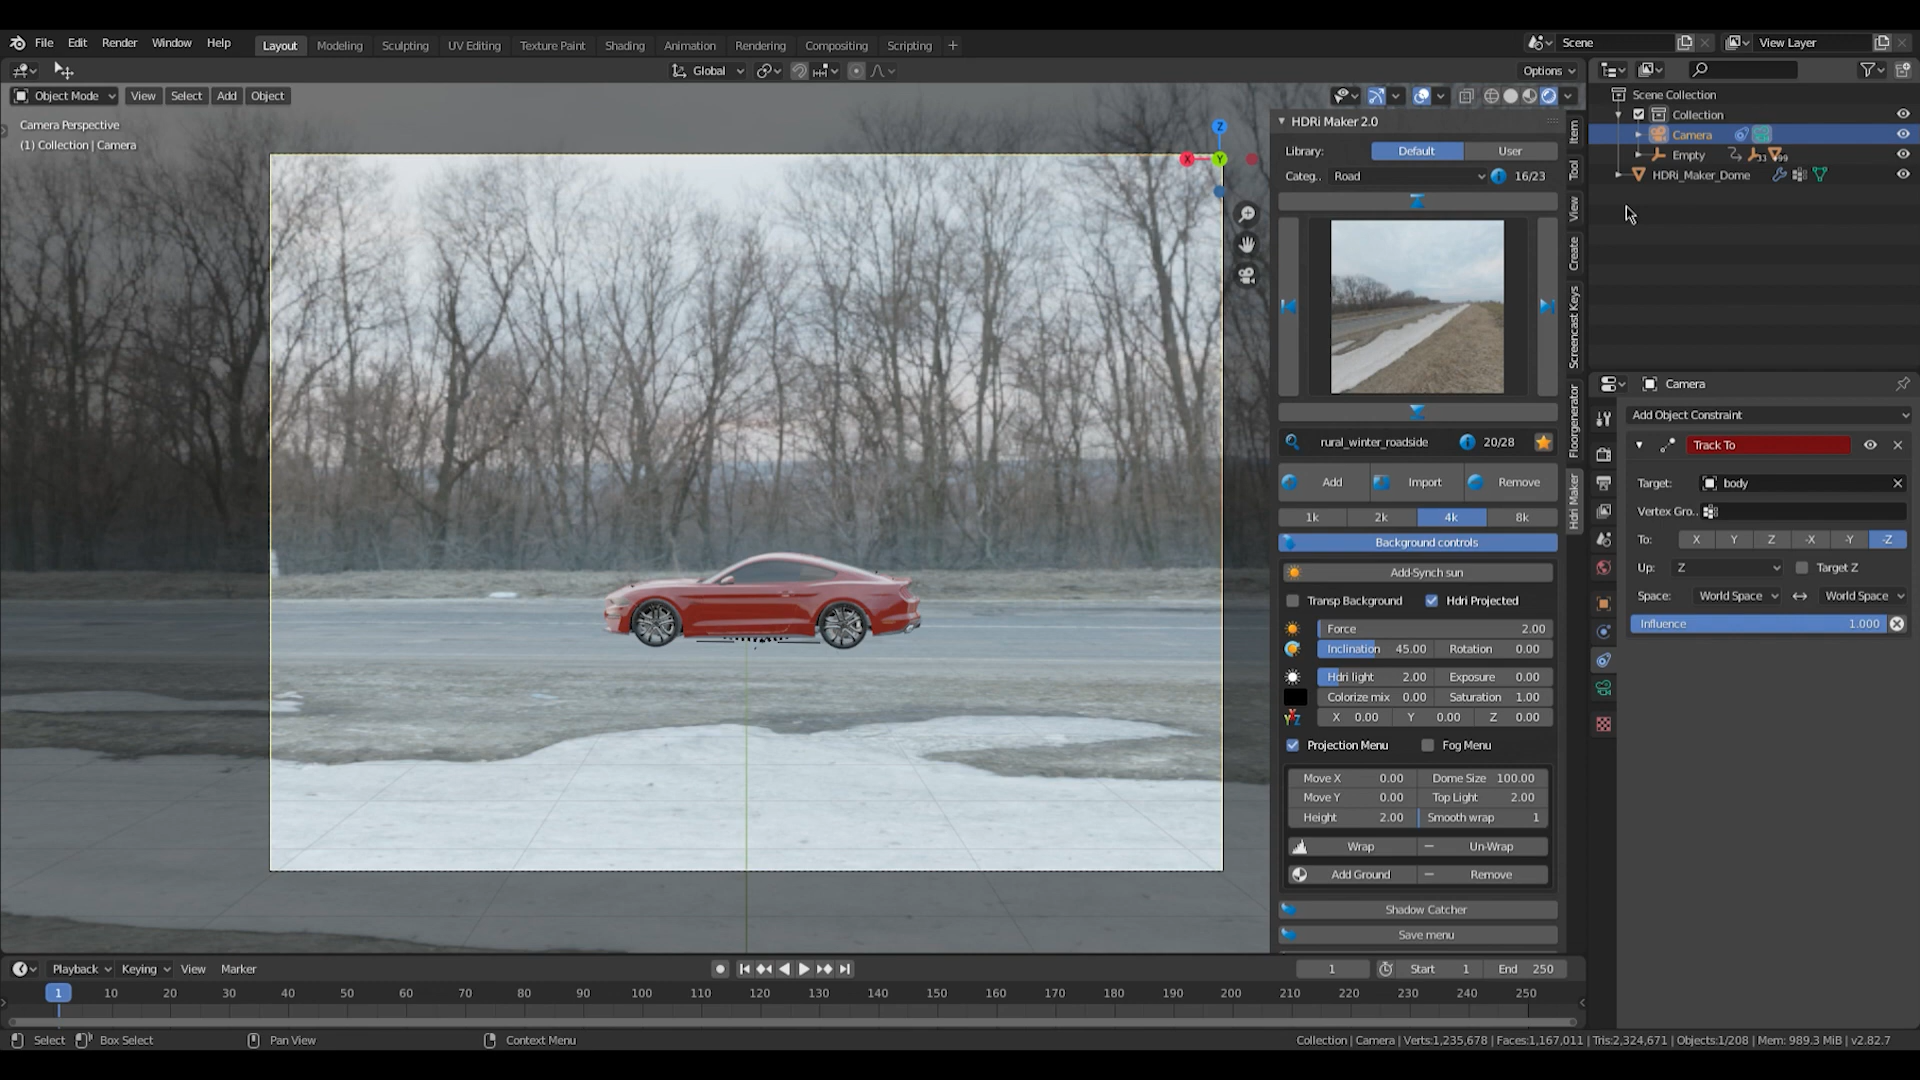 File Edit Render Window Help Layout Modeling Sculpting UV Editing Texture Paint Shading Animation Rendering Compositing Scripting + Scene View Layer
Global Options
Object Mode View Select Add Object
Camera Perspective
(1) Collection | Camera
Z
X Y
HDRi Maker 2.0
Library: Default User
Categ.. Road 16/23
rural_winter_roadside 20/28
Add Import Remove
1k 2k 4k 8k
Background controls
Add-Synch sun
Transp Background Hdri Projected
Force 2.00
Inclination 45.00 Rotation 0.00
Hdri light 2.00 Exposure 0.00
Colorize mix 0.00 Saturation 1.00
X 0.00 Y 0.00 Z 0.00
Projection Menu Fog Menu
Move X 0.00 Dome Size 100.00
Move Y 0.00 Top Light 2.00
Height 2.00 Smooth wrap 1
Wrap Un-Wrap
Add Ground Remove
Shadow Catcher
Save menu
Item
Tool
View
Create
Screencast Keys
Floorgenerator
Hdri Maker
Scene Collection
Collection
Camera
Empty 33 99
HDRi_Maker_Dome
Camera
Add Object Constraint
Track To
Target: body
Vertex Gro..
To: X Y Z -X -Y -Z
Up: Z Target Z
Space: World Space World Space
Influence 1.000
Playback Keying View Marker 1 Start 1 End 250
1 10 20 30 40 50 60 70 80 90 100 110 120 130 140 150 160 170 180 190 200 210 220 230 240 250
Select Box Select Pan View Context Menu Collection | Camera | Verts:1,235,678 | Faces:1,167,011 | Tris:2,324,671 | Objects:1/208 | Mem: 989.3 MiB | v2.82.7